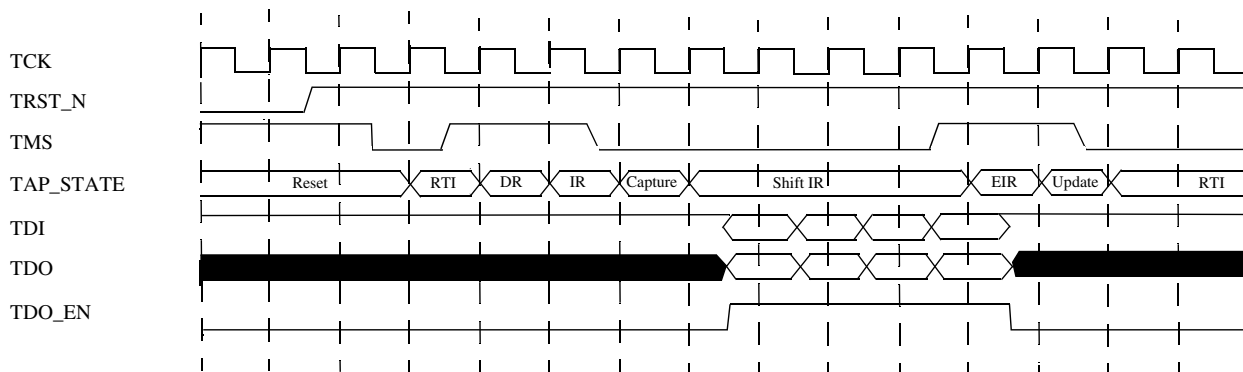 TCK
TRST_N
TMS
TAP_STATE
Reset RTI DR IR Capture Shift IR EIR Update RTI
TDI
TDO
TDO_EN